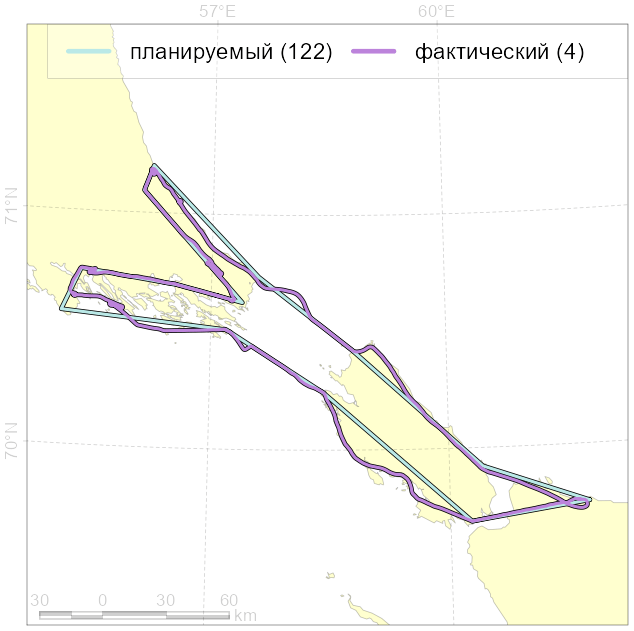 57°E 60°E
планируемый (122) фактический (4)
71°N
70°N
30 0 30 60
km